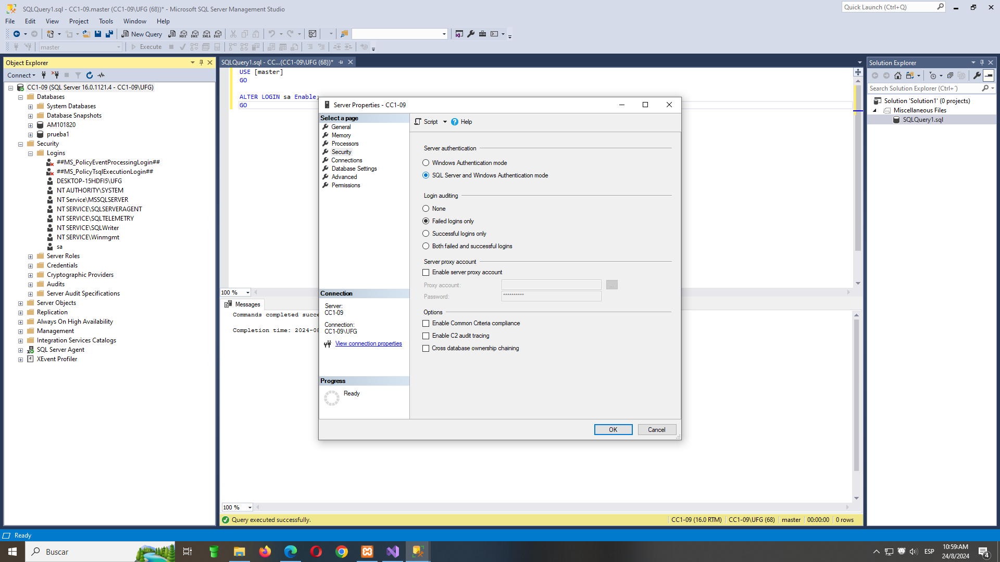 SQLQuery1.sql - CC1-09.master (CC1-09\UFG (68))* - Microsoft SQL Server Management Studio
Quick Launch (Ctrl+Q)
File Edit View Project Tools Window Help
New Query
MDX DMX XMLA DAX
master
Execute
Object Explorer
Connect
CC1-09 (SQL Server 16.0.1121.4 - CC1-09\UFG)
Databases
System Databases
Database Snapshots
AM101820
prueba1
Security
Logins
##MS_PolicyEventProcessingLogin##
##MS_PolicyTsqlExecutionLogin##
DESKTOP-15HDFI5\UFG
NT AUTHORITY\SYSTEM
NT Service\MSSQLSERVER
NT SERVICE\SQLSERVERAGENT
NT SERVICE\SQLTELEMETRY
NT SERVICE\SQLWriter
NT SERVICE\Winmgmt
sa
Server Roles
Credentials
Cryptographic Providers
Audits
Server Audit Specifications
Server Objects
Replication
Always On High Availability
Management
Integration Services Catalogs
SQL Server Agent
XEvent Profiler
SQLQuery1.sql - CC...(CC1-09\UFG (68))*
USE [master]
GO
ALTER LOGIN sa Enable;
GO
100 %
Messages
Commands completed succe
Completion time: 2024-08
100 %
Query executed successfully.
CC1-09 (16.0 RTM) CC1-09\UFG (68) master 00:00:00 0 rows
Server Properties - CC1-09
Select a page
General
Memory
Processors
Security
Connections
Database Settings
Advanced
Permissions
Connection
Server:
CC1-09
Connection:
CC1-09\UFG
View connection properties
Progress
Ready
Script Help
Server authentication
Windows Authentication mode
SQL Server and Windows Authentication mode
Login auditing
None
Failed logins only
Successful logins only
Both failed and successful logins
Server proxy account
Enable server proxy account
Proxy account:
...
Password:
**********
Options
Enable Common Criteria compliance
Enable C2 audit tracing
Cross database ownership chaining
OK Cancel
Solution Explorer
Search Solution Explorer (Ctrl+´)
Solution 'Solution1' (0 projects)
Miscellaneous Files
SQLQuery1.sql
Ready
Buscar
ESP
10:59:AM
24/8/2024
4